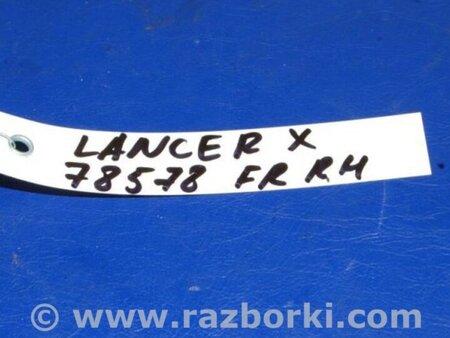 LANCER X
78578 FR RH
© www.razborki.com